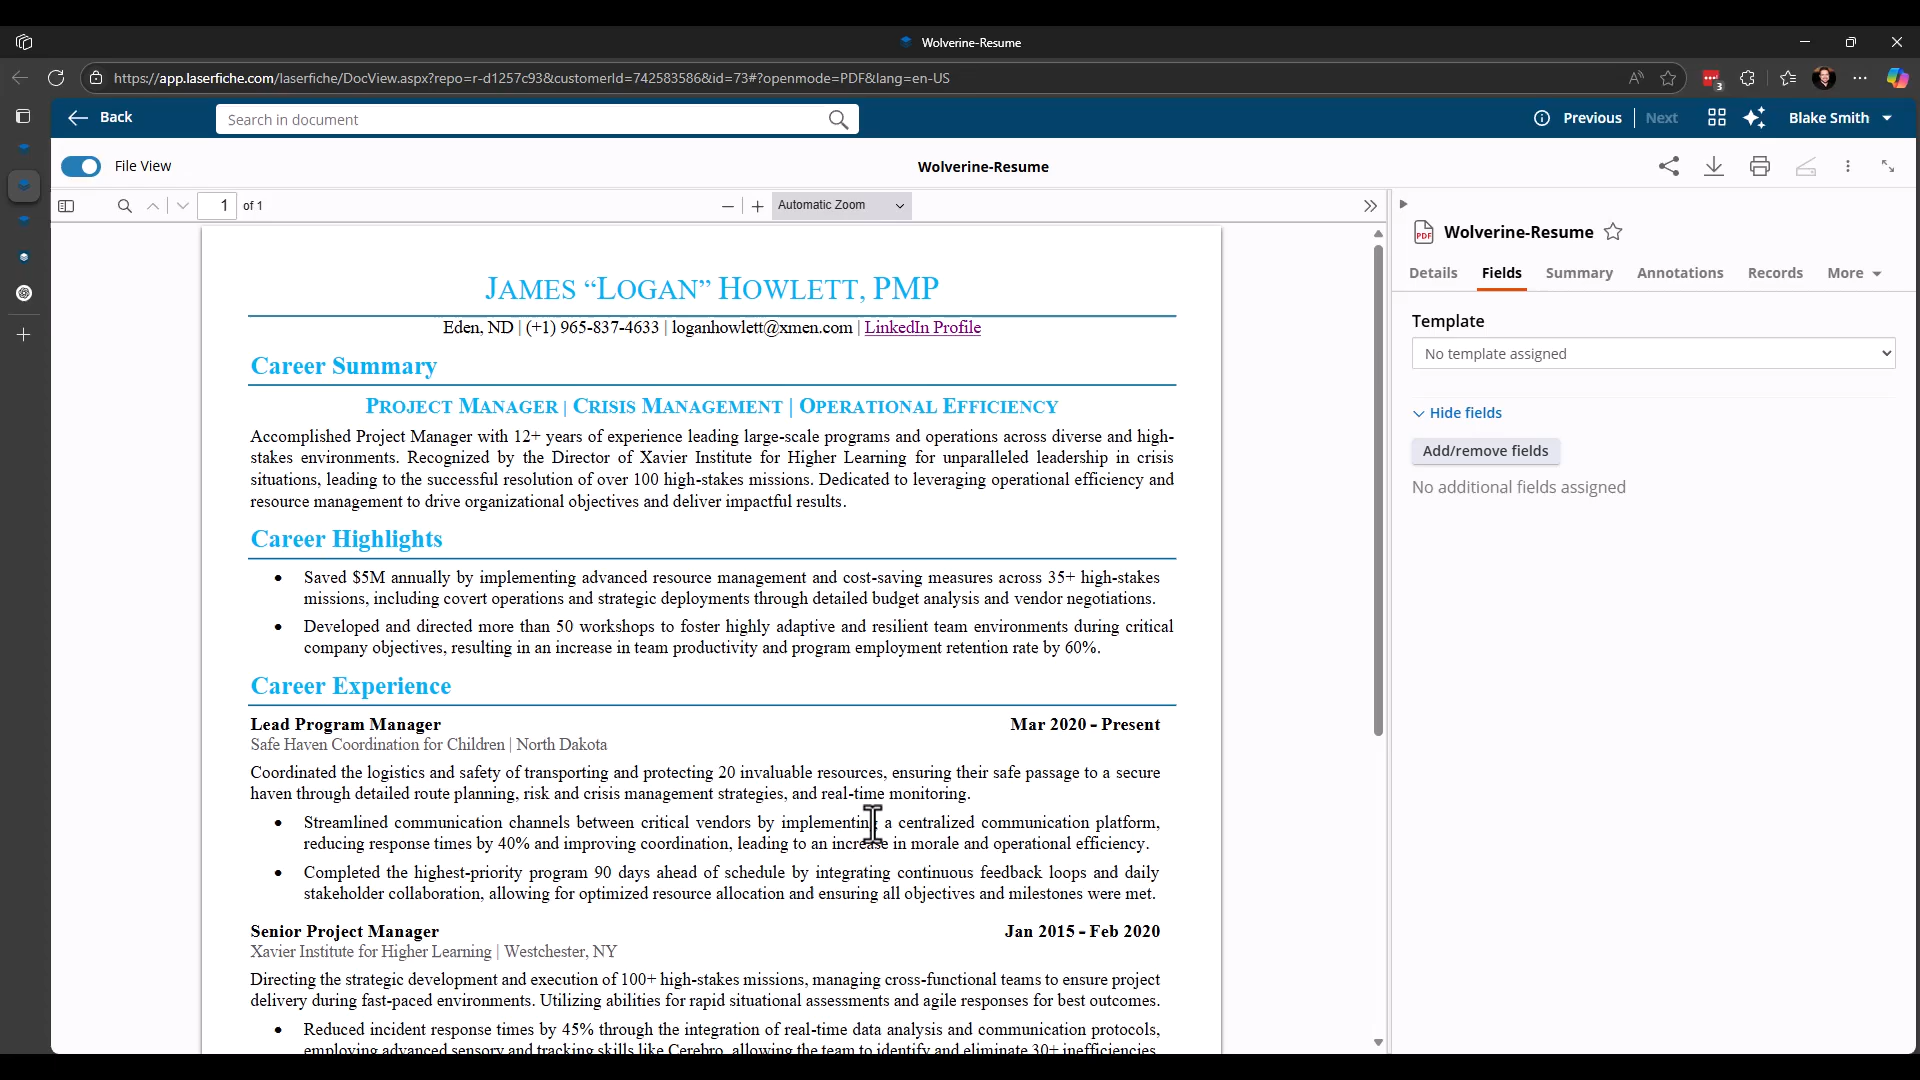 Wolverine-Resume
https://app.laserfiche.com/laserfiche/DocView.aspx?repo=r-d1257c93&customerId=742583586&id=73#?openmode=PDF&lang=en-US
3
Back
Search in document
Previous
Next
Blake Smith
File View
Wolverine-Resume
1 of 1
Automatic Zoom
JAMES “LOGAN” HOWLETT, PMP
Eden, ND | (+1) 965-837-4633 | loganhowlett@xmen.com | LinkedIn Profile
Career Summary
PROJECT MANAGER | CRISIS MANAGEMENT | OPERATIONAL EFFICIENCY
Accomplished Project Manager with 12+ years of experience leading large-scale programs and operations across diverse and high-
stakes environments. Recognized by the Director of Xavier Institute for Higher Learning for unparalleled leadership in crisis
situations, leading to the successful resolution of over 100 high-stakes missions. Dedicated to leveraging operational efficiency and
resource management to drive organizational objectives and deliver impactful results.
Career Highlights
• Saved $5M annually by implementing advanced resource management and cost-saving measures across 35+ high-stakes
missions, including covert operations and strategic deployments through detailed budget analysis and vendor negotiations.
• Developed and directed more than 50 workshops to foster highly adaptive and resilient team environments during critical
company objectives, resulting in an increase in team productivity and program employment retention rate by 60%.
Career Experience
Lead Program Manager Mar 2020 - Present
Safe Haven Coordination for Children | North Dakota
Coordinated the logistics and safety of transporting and protecting 20 invaluable resources, ensuring their safe passage to a secure
haven through detailed route planning, risk and crisis management strategies, and real-time monitoring.
• Streamlined communication channels between critical vendors by implementing a centralized communication platform,
reducing response times by 40% and improving coordination, leading to an increase in morale and operational efficiency.
• Completed the highest-priority program 90 days ahead of schedule by integrating continuous feedback loops and daily
stakeholder collaboration, allowing for optimized resource allocation and ensuring all objectives and milestones were met.
Senior Project Manager Jan 2015 - Feb 2020
Xavier Institute for Higher Learning | Westchester, NY
Directing the strategic development and execution of 100+ high-stakes missions, managing cross-functional teams to ensure project
delivery during fast-paced environments. Utilizing abilities for rapid situational assessments and agile responses for best outcomes.
• Reduced incident response times by 45% through the integration of real-time data analysis and communication protocols,
employing advanced sensory and tracking skills like Cerebro, allowing the team to identify and eliminate 30+ inefficiencies
PDF
Wolverine-Resume
Details
Fields
Summary
Annotations
Records
More
Template
No template assigned
Hide fields
Add/remove fields
No additional fields assigned